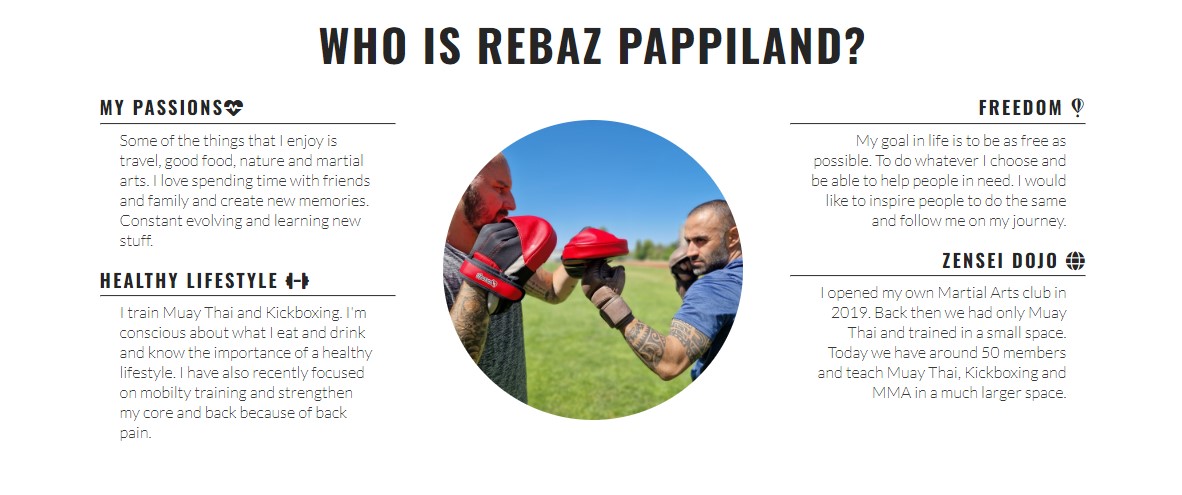 WHO IS REBAZ PAPPILAND?
MY PASSIONS
Some of the things that I enjoy is
travel, good food, nature and martial
arts. I love spending time with friends
and family and create new memories.
Constant evolving and learning new
stuff.
HEALTHY LIFESTYLE
I train Muay Thai and Kickboxing. I'm
conscious about what I eat and drink
and know the importance of a healthy
lifestyle. I have also recently focused
on mobilty training and strengthen
my core and back because of back
pain.
FREEDOM
My goal in life is to be as free as
possible. To do whatever I choose and
be able to help people in need. I would
like to inspire people to do the same
and follow me on my journey.
ZENSEI DOJO
I opened my own Martial Arts club in
2019. Back then we had only Muay
Thai and trained in a small space.
Today we have around 50 members
and teach Muay Thai, Kickboxing and
MMA in a much larger space.